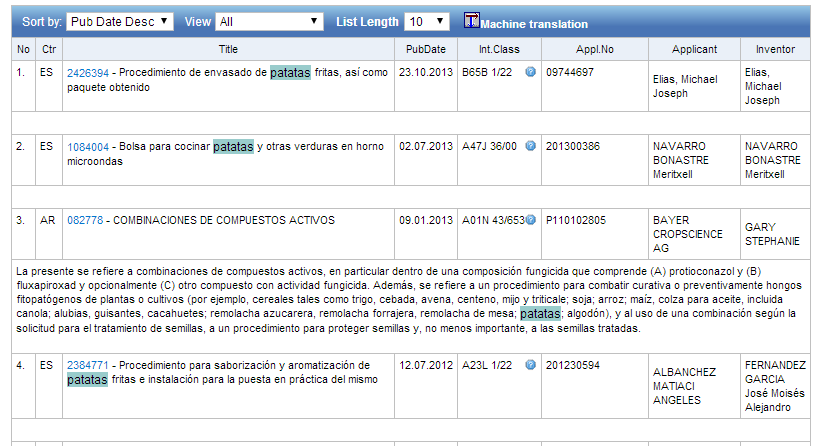 Sort by: Pub Date Desc View All List Length 10 Machine translation
No Ctr Title PubDate Int.Class Appl.No Applicant Inventor
1. ES 2426394 - Procedimiento de envasado de patatas fritas, así como 23.10.2013 B65B 1/22 09744697 Elias, Michael Elias,
paquete obtenido Joseph Michael
Joseph
2. ES 1084004 - Bolsa para cocinar patatas y otras verduras en horno 02.07.2013 A47J 36/00 201300386 NAVARRO NAVARRO
microondas BONASTRE BONASTRE
Meritxell Meritxell
3. AR 082778 - COMBINACIONES DE COMPUESTOS ACTIVOS 09.01.2013 A01N 43/653 P110102805 BAYER GARY
CROPSCIENCE STEPHANIE
AG
La presente se refiere a combinaciones de compuestos activos, en particular dentro de una composición fungicida que comprende (A) protioconazol y (B)
fluxapiroxad y opcionalmente (C) otro compuesto con actividad fungicida. Además, se refiere a un procedimiento para combatir curativa o preventivamente hongos
fitopatógenos de plantas o cultivos (por ejemplo, cereales tales como trigo, cebada, avena, centeno, mijo y triticale; soja; arroz; maíz, colza para aceite, incluida
canola; alubias, guisantes, cacahuetes; remolacha azucarera, remolacha forrajera, remolacha de mesa; patatas; algodón), y al uso de una combinación según la
solicitud para el tratamiento de semillas, a un procedimiento para proteger semillas y, no menos importante, a las semillas tratadas.
4. ES 2384771 - Procedimiento para saborización y aromatización de 12.07.2012 A23L 1/22 201230594 ALBANCHEZ FERNANDEZ
patatas fritas e instalación para la puesta en práctica del mismo MATIACI GARCIA
ANGELES José Moisés
Alejandro